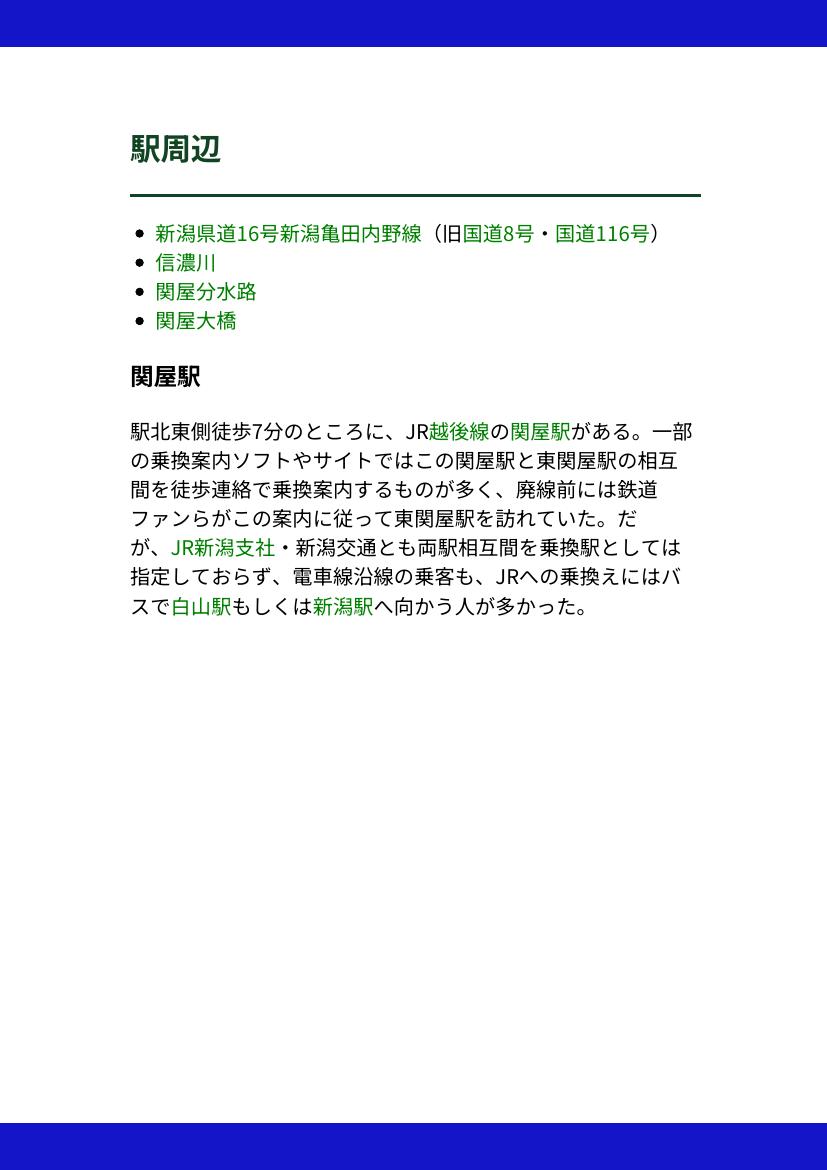 駅周辺
新潟県道16号新潟亀田内野線（旧国道8号・国道116号）
信濃川
関屋分水路
関屋大橋
関屋駅
駅北東側徒歩7分のところに、JR越後線の関屋駅がある。一部
の乗換案内ソフトやサイトではこの関屋駅と東関屋駅の相互
間を徒歩連絡で乗換案内するものが多く、廃線前には鉄道
ファンらがこの案内に従って東関屋駅を訪れていた。だ
が、JR新潟支社・新潟交通とも両駅相互間を乗換駅としては
指定しておらず、電車線沿線の乗客も、JRへの乗換えにはバ
スで白山駅もしくは新潟駅へ向かう人が多かった。